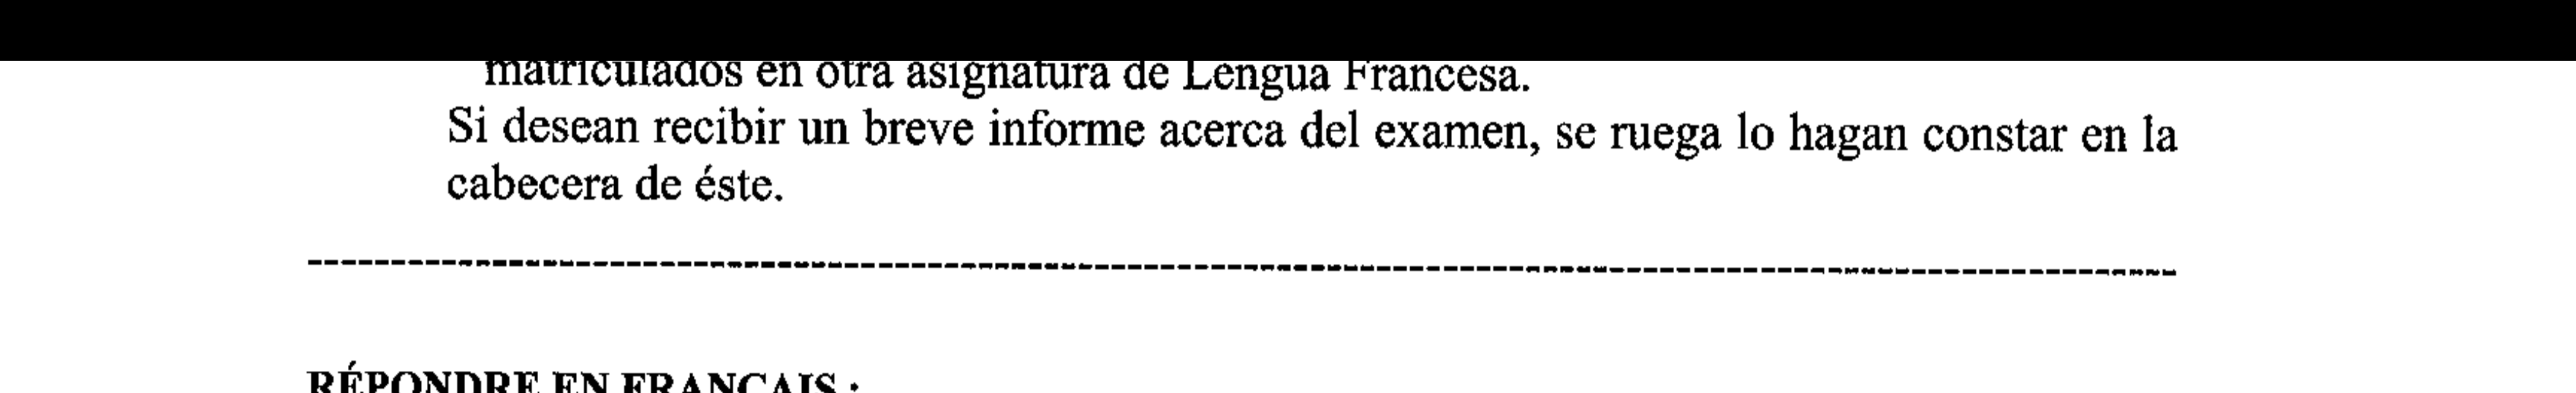 matriculados en otra asignatura de Lengua Francesa.
Si desean recibir un breve informe acerca del examen, se ruega lo hagan constar en la
cabecera de éste.
--------------------------------------------------------------------------------
RÉPONDRE EN FRANÇAIS :